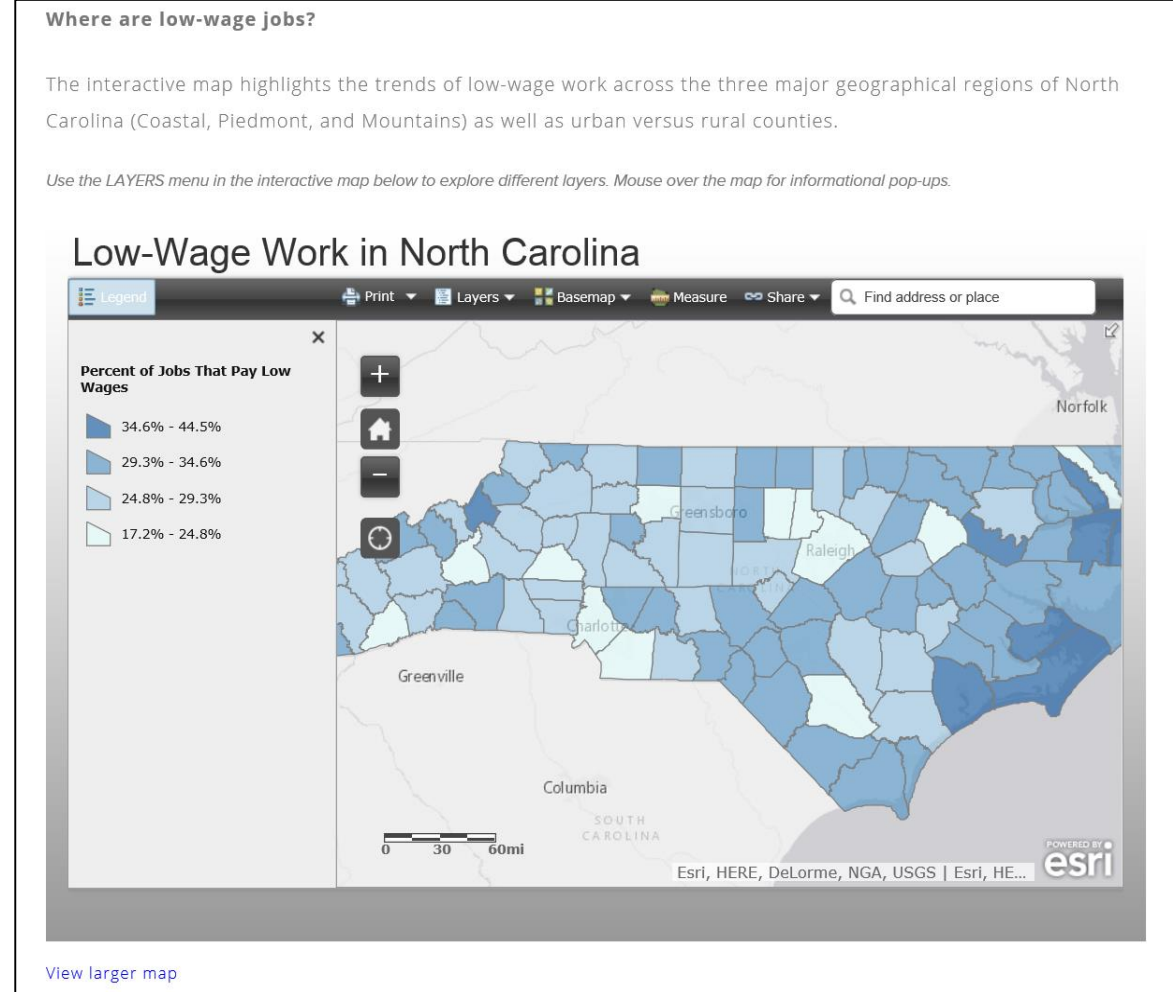 Where are low-wage jobs?
The interactive map highlights the trends of low-wage work across the three major geographical regions of North
Carolina (Coastal, Piedmont, and Mountains) as well as urban versus rural counties.
Use the LAYERS menu in the interactive map below to explore different layers. Mouse over the map for informational pop-ups.
Low-Wage Work in North Carolina
Legend
Print
Layers
Basemap
Measure
Share
Find address or place
Percent of Jobs That Pay Low
Wages
34.6% - 44.5%
29.3% - 34.6%
24.8% - 29.3%
17.2% - 24.8%
Norfolk
Greensboro
Raleigh
NORTH
CAROLINA
Charlotte
Greenville
Columbia
SOUTH
CAROLINA
0 30 60mi
Esri, HERE, DeLorme, NGA, USGS | Esri, HE...
POWERED BY
esri
View larger map